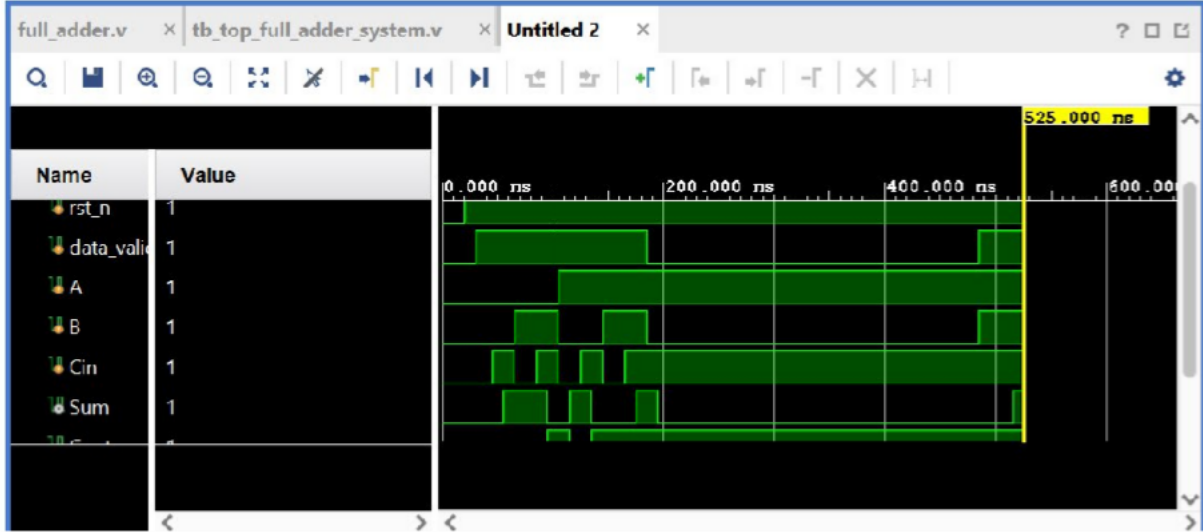 full_adder.v × tb_top_full_adder_system.v × Untitled 2 × ?
525.000 ns
Name Value 0.000 ns 200.000 ns 400.000 ns 600.00
rst_n 1
data_valid 1
A 1
B 1
Cin 1
Sum 1